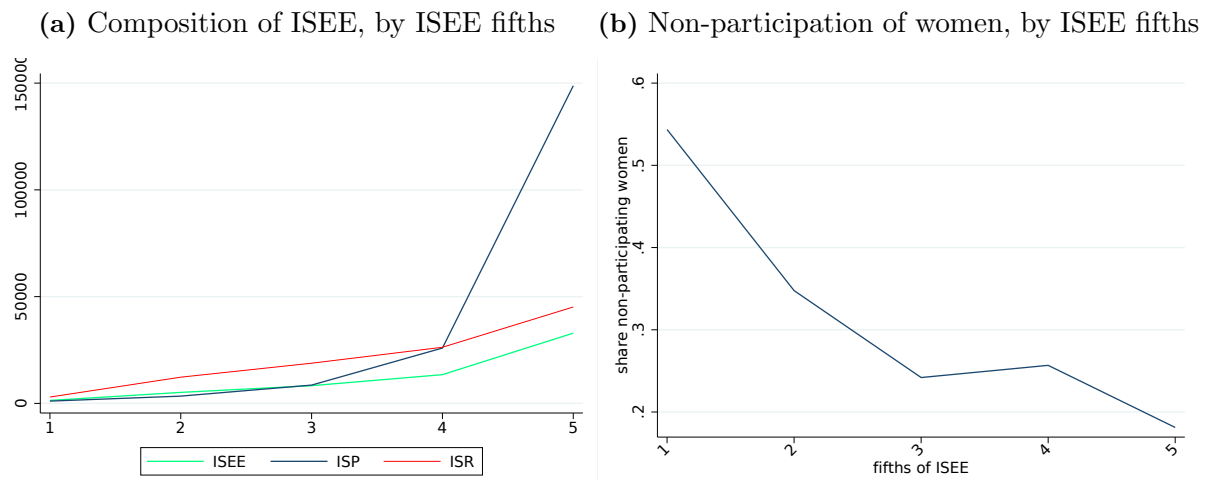 (a) Composition of ISEE, by ISEE fifths
150000
100000
50000
0
1 2 3 4 5
ISEE ISP ISR
(b) Non-participation of women, by ISEE fifths
share non-participating women
.6
.5
.4
.3
.2
1 2 3 4 5
fifths of ISEE